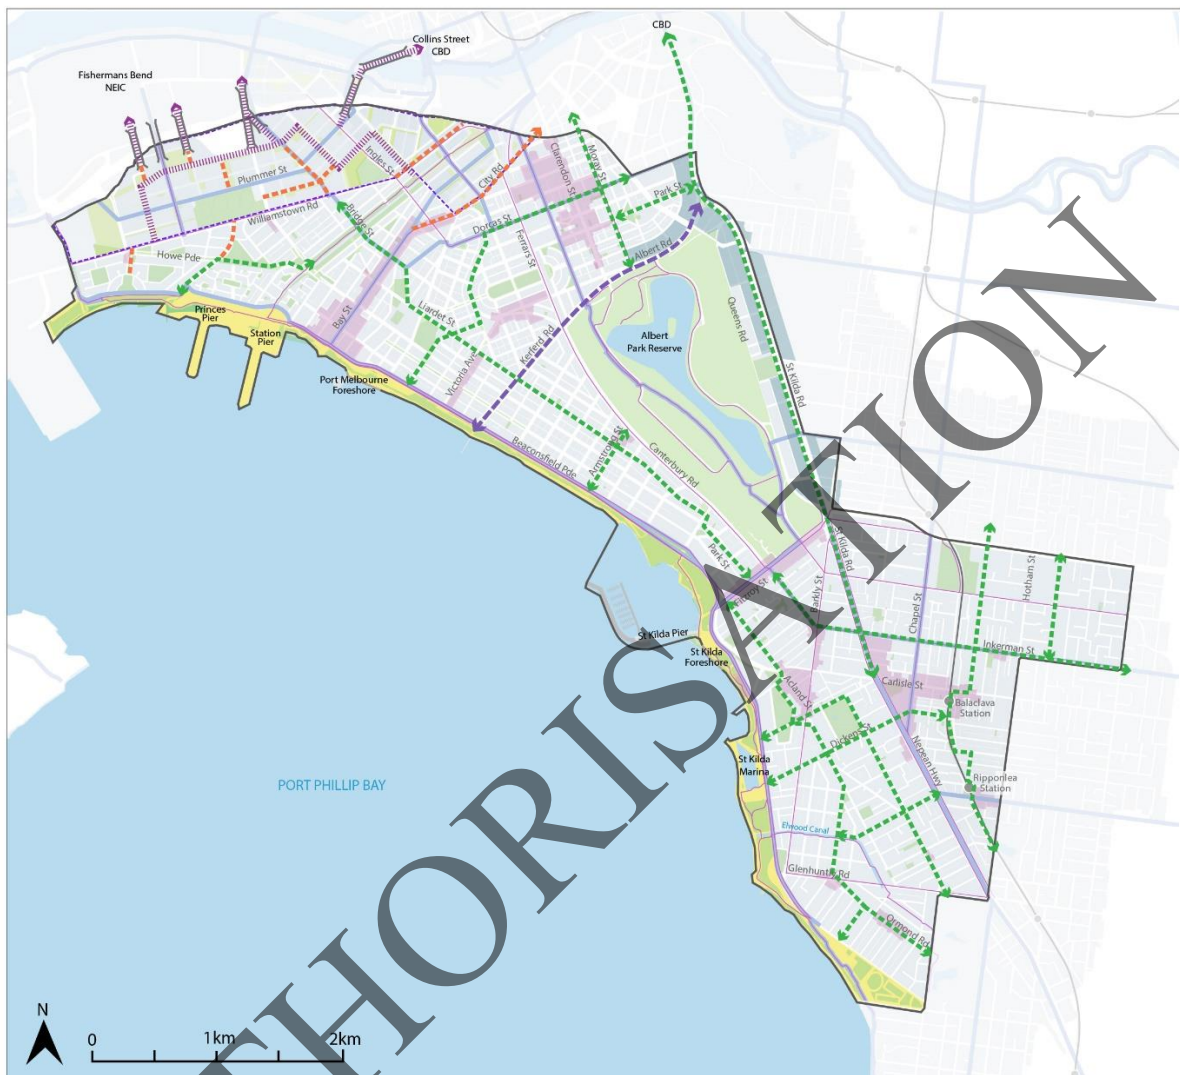 CBD
Collins Street
CBD
Fishermans Bend
NEIC
Plummer St
Ingles St
City Rd
Clarendon St
Moray St
Park St
Williamstown Rd
Bridge St
Dorcas St
Ferrars St
Albert Rd
Howe Pde
Princes
Pier
Station
Pier
Bay St
Liardet St
Kerferd Rd
Victoria Ave
Albert
Park Reserve
Queens Rd
St Kilda Rd
Port Melbourne
Foreshore
Beaconsfield Pde
Armstrong St
Canterbury Rd
Park St
Fitzroy St
St Kilda Rd
Barkly St
Chapel St
Hotham St
Inkerman St
St Kilda Pier
St Kilda
Foreshore
Acland St
Carlisle St
Balaclava
Station
Dickens St
Nepean Hwy
St Kilda
Marina
Ripponlea
Station
PORT PHILLIP BAY
Elwood Canal
Glenhuntly Rd
Ormond Rd
N
0 1km 2km
THORISATION